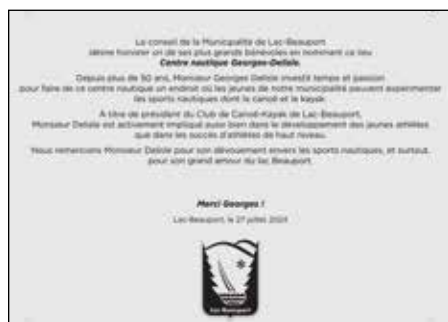 Le conseil de la Municipalité de Lac-Beauport
désire honorer un de ses plus grands bénévoles en nommant ce lieu
Centre nautique Georges-Delisle.
Depuis plus de 50 ans, Monsieur Georges Delisle investit temps et passion
pour faire de ce centre nautique un endroit où les jeunes de notre municipalité peuvent expérimenter
les sports nautiques dont le canoë et le kayak.
À titre de président du Club de Canoë-Kayak de Lac-Beauport,
Monsieur Delisle est activement impliqué aussi bien dans le développement des jeunes athlètes
que dans les succès d'athlètes de haut niveau.
Nous remercions Monsieur Delisle pour son dévouement envers les sports nautiques, et surtout,
pour son grand amour du lac Beauport.
Merci Georges !
Lac-Beauport, le 27 juillet 2024
Lac-Beauport